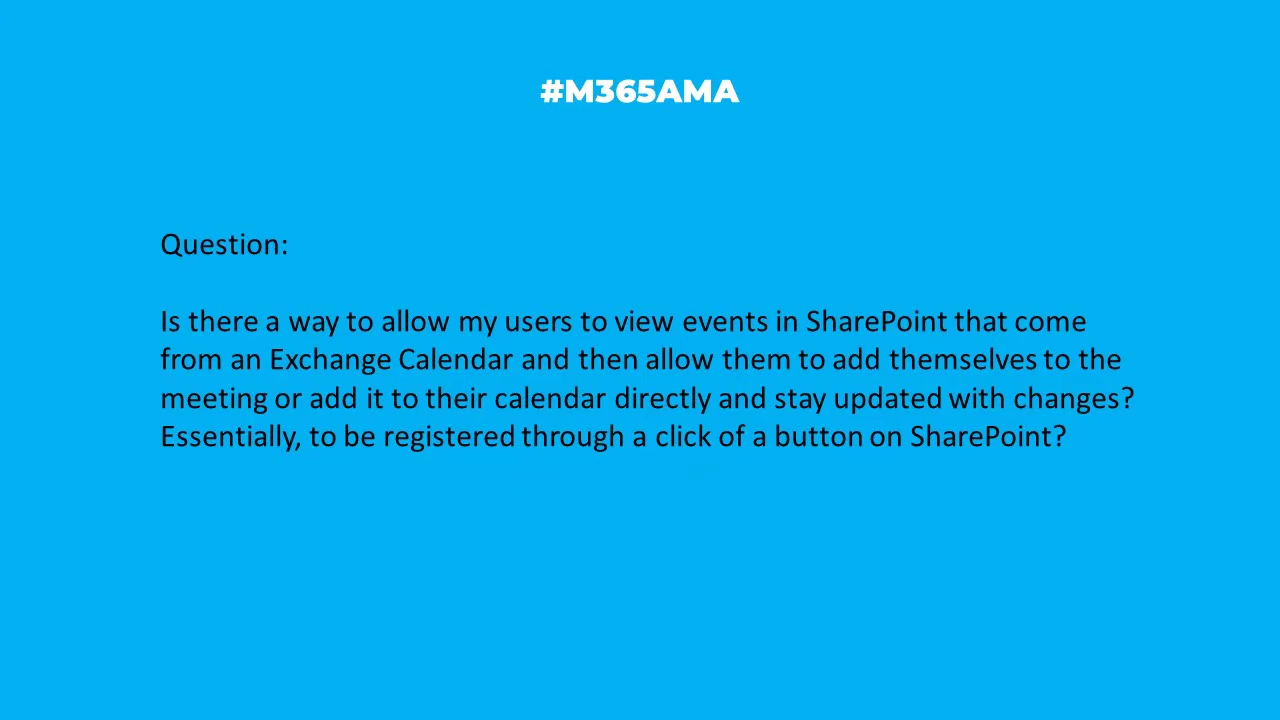 #M365AMA
Question:
Is there a way to allow my users to view events in SharePoint that come
from an Exchange Calendar and then allow them to add themselves to the
meeting or add it to their calendar directly and stay updated with changes?
Essentially, to be registered through a click of a button on SharePoint?